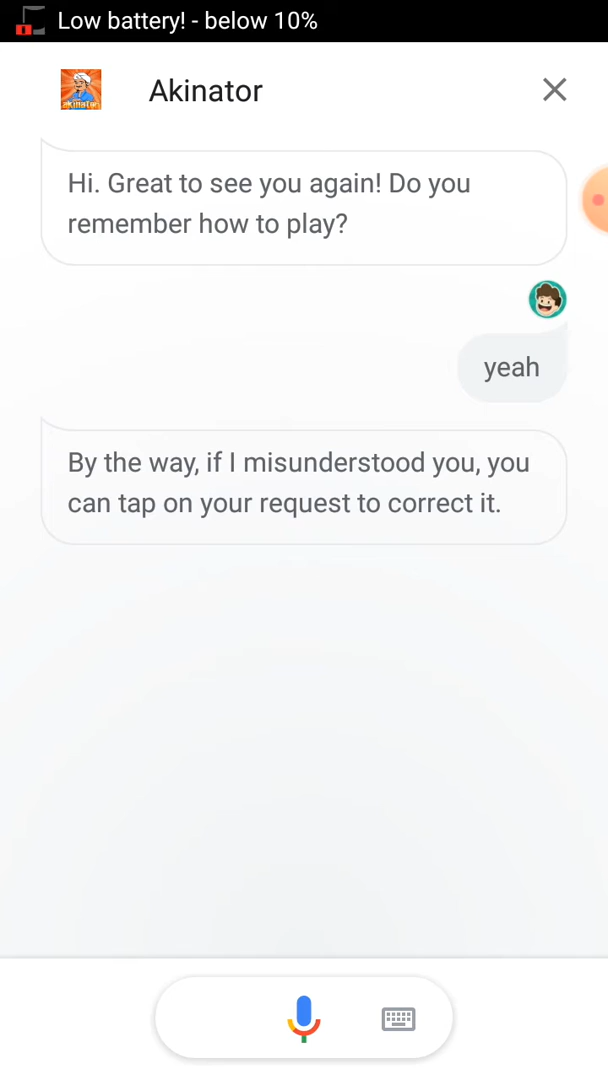 Low battery! - below 10%
akinator
Akinator
Hi. Great to see you again! Do you
remember how to play?
yeah
By the way, if I misunderstood you, you
can tap on your request to correct it.